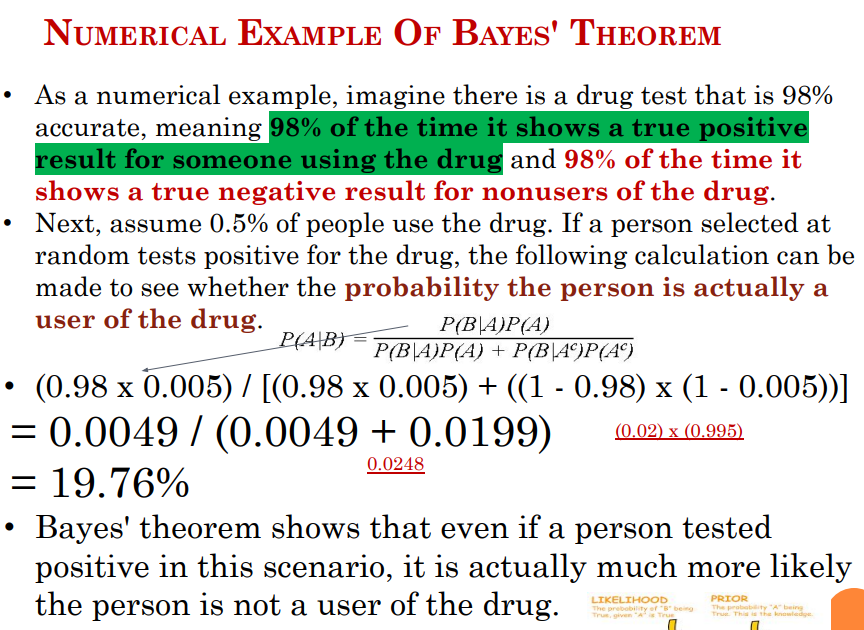 NUMERICAL EXAMPLE OF BAYES' THEOREM
• As a numerical example, imagine there is a drug test that is 98%
accurate, meaning 98% of the time it shows a true positive
result for someone using the drug and 98% of the time it
shows a true negative result for nonusers of the drug.
• Next, assume 0.5% of people use the drug. If a person selected at
random tests positive for the drug, the following calculation can be
made to see whether the probability the person is actually a
user of the drug.
P(A|B) = P(B|A)P(A) / P(B|A)P(A) + P(B|Aᶜ)P(Aᶜ)
• (0.98 x 0.005) / [(0.98 x 0.005) + ((1 - 0.98) x (1 - 0.005))]
= 0.0049 / (0.0049 + 0.0199)
(0.02) x (0.995)
0.0248
= 19.76%
• Bayes' theorem shows that even if a person tested
positive in this scenario, it is actually much more likely
the person is not a user of the drug.
LIKELIHOOD
The probability of "B" being
True, given "A" is True
PRIOR
The probability "A" being
True. This is the knowledge.